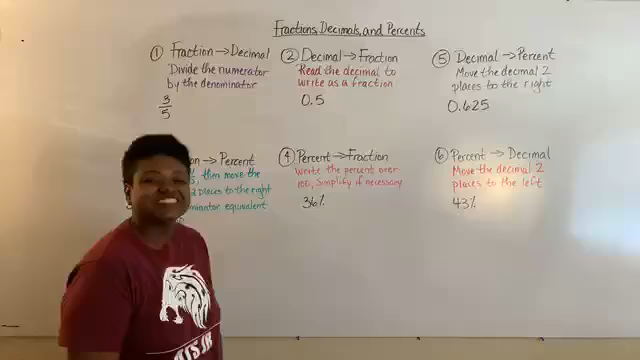 Fractions, Decimals, and Percents
① Fraction → Decimal
Divide the numerator
by the denominator
3
5
② Decimal → Fraction
Read the decimal to
write as a fraction
0.5
⑤ Decimal → Percent
Move the decimal 2
places to the right
0.625
→ Percent
, then move the
2 places to the right
equivalent
④ Percent → Fraction
Write the percent over
100, simplify if necessary
36%
⑥ Percent → Decimal
Move the decimal 2
places to the left
43%